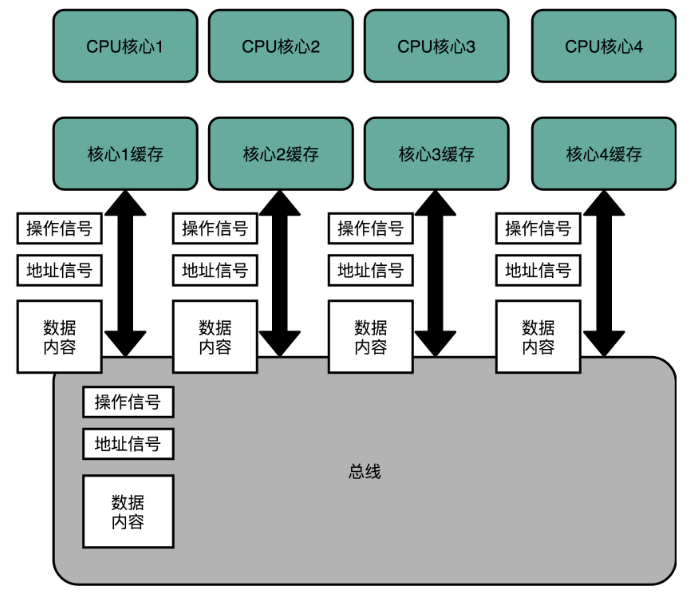 CPU核心1
CPU核心2
CPU核心3
CPU核心4
核心1缓存
核心2缓存
核心3缓存
核心4缓存
操作信号
操作信号
操作信号
操作信号
地址信号
地址信号
地址信号
地址信号
数据
内容
数据
内容
数据
内容
数据
内容
操作信号
地址信号
总线
数据
内容